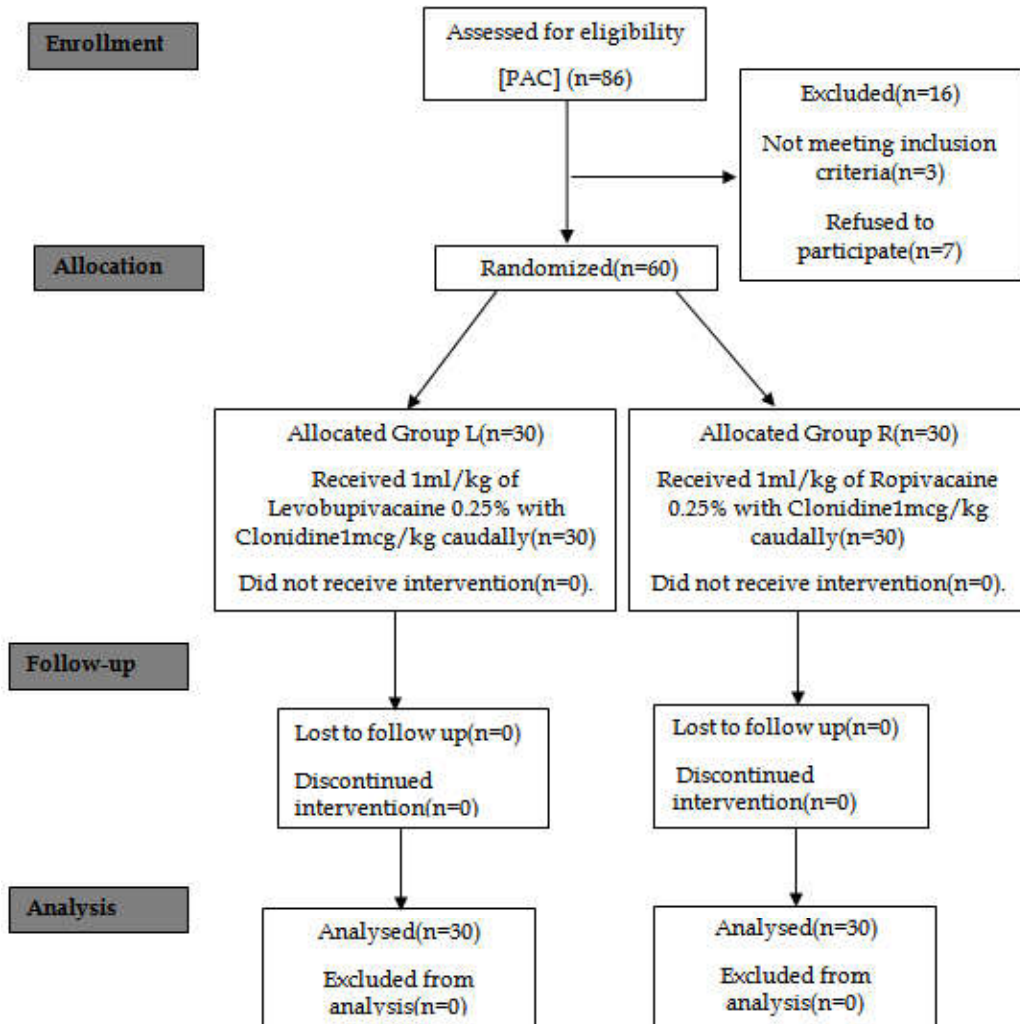 Enrollment
Assessed for eligibility
[PAC] (n=86)
Excluded(n=16)
Not meeting inclusion
criteria(n=3)
Refused to
participate(n=7)
Allocation
Randomized(n=60)
Allocated Group L(n=30)
Received 1ml/kg of
Levobupivacaine 0.25% with
Clonidine1mcg/kg caudally(n=30)
Did not receive intervention(n=0).
Allocated Group R(n=30)
Received 1ml/kg of Ropivacaine
0.25% with Clonidine1mcg/kg
caudally(n=30)
Did not receive intervention(n=0).
Follow-up
Lost to follow up(n=0)
Discontinued
intervention(n=0)
Lost to follow up(n=0)
Discontinued
intervention(n=0)
Analysis
Analysed(n=30)
Excluded from
analysis(n=0)
Analysed(n=30)
Excluded from
analysis(n=0)